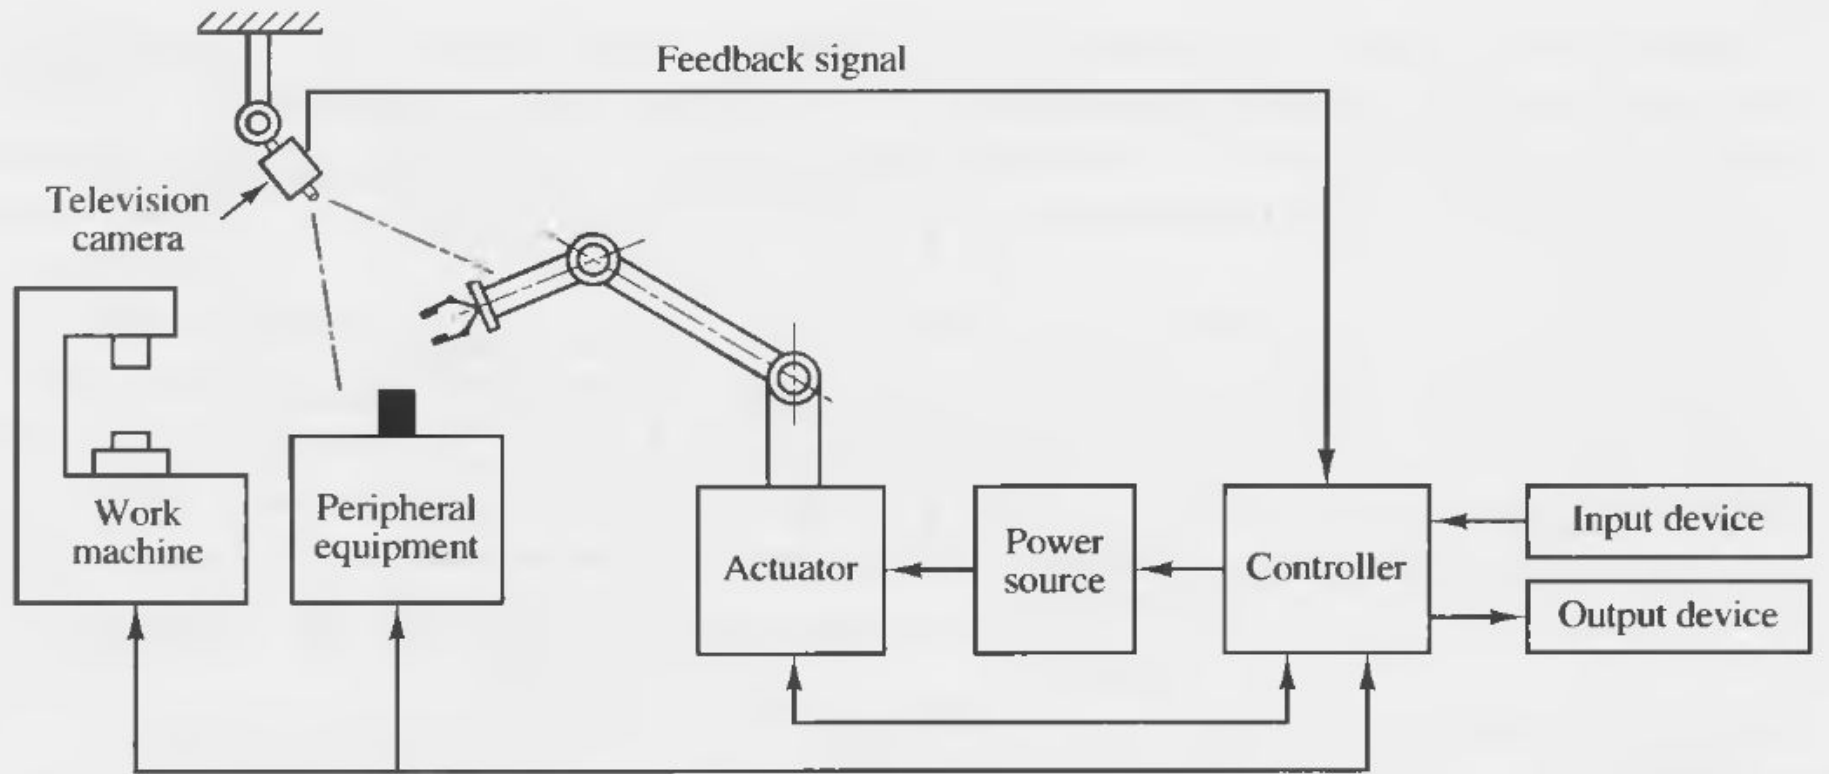 Feedback signal
Television
camera
Work
machine
Peripheral
equipment
Actuator
Power
source
Controller
Input device
Output device